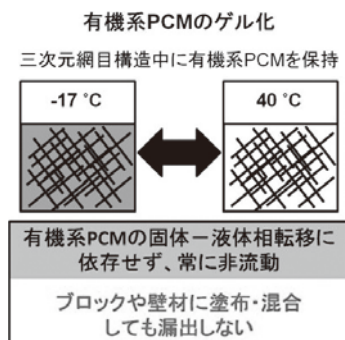 有機系PCMのゲル化
三次元網目構造中に有機系PCMを保持
-17 ℃
40 ℃
有機系PCMの固体－液体相転移に
依存せず、常に非流動
ブロックや壁材に塗布・混合
しても漏出しない